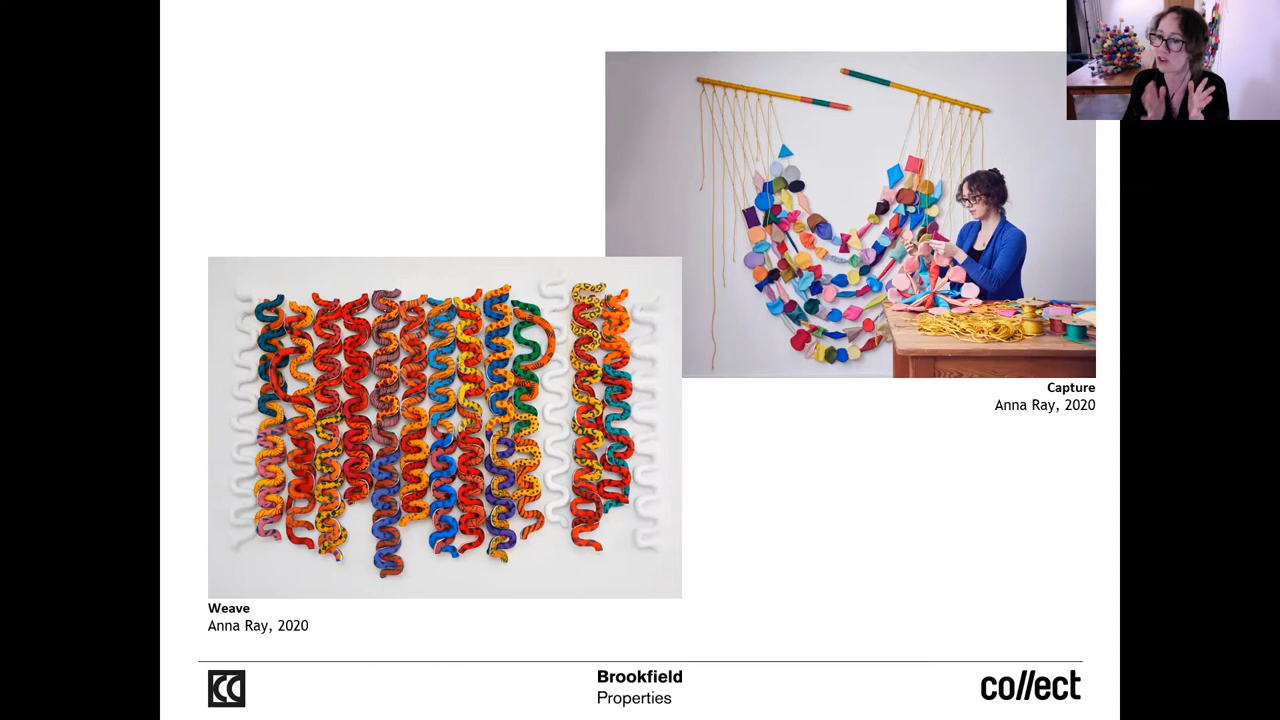 Capture
Anna Ray, 2020
Weave
Anna Ray, 2020
Brookfield
Properties
collect